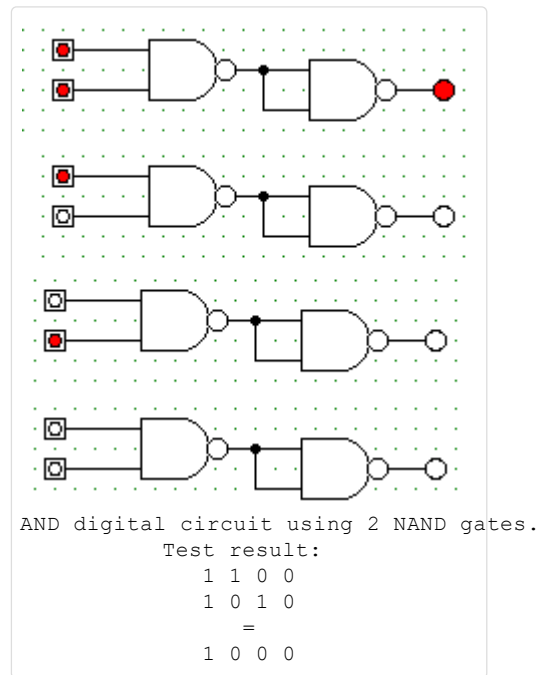 AND digital circuit using 2 NAND gates.
Test result:
1 1 0 0
1 0 1 0
=
1 0 0 0